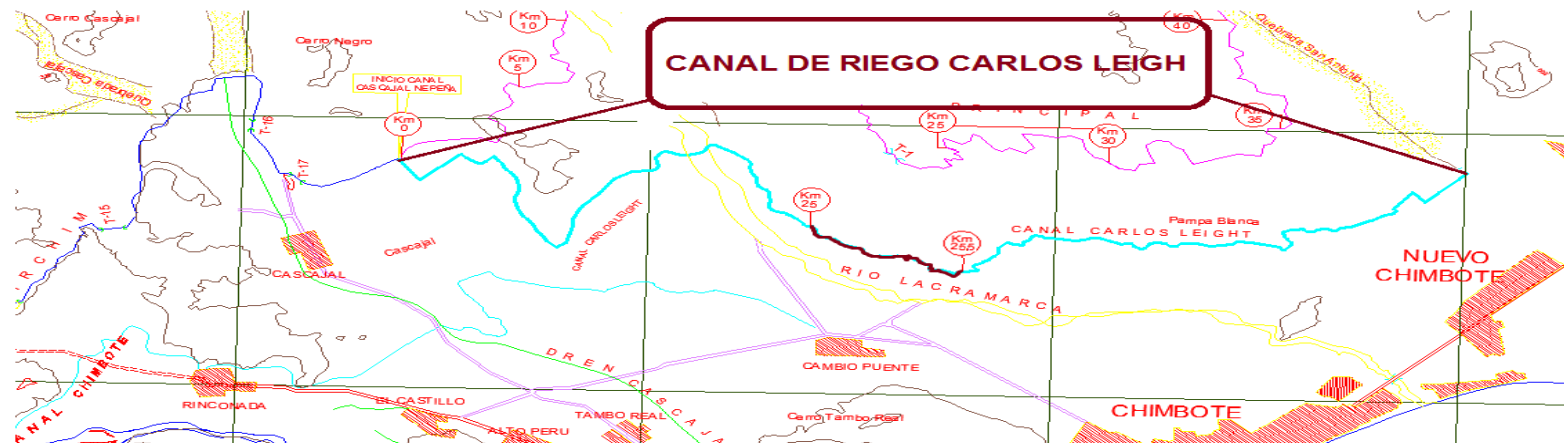 Cerro Cascajal
Km
10
Km
40
Quebrada San Antonio
Cerro Negro
CANAL DE RIEGO CARLOS LEIGH
Km
5
INICIO CANAL
CASCAJAL NEPEÑA
Quebrada Cascajal
PRINCIPAL
Km
0
Km
25
Km
35
T-16
Km
30
T-1
T-17
Km
25
T-15
IRCHIM
Pampa Blanca
CANAL CARLOS LEIGHT
CANAL CARLOS LEIGHT
Km
255
Cascajal
CASCAJAL
NUEVO
CHIMBOTE
RIO LACRAMARCA
CANAL CHIMBOTE
DREN CASCAJA
CAMBIO PUENTE
RINCONADA
EL CASTILLO
TAMBO REAL
Cerro Tambo Real
CHIMBOTE
ALTO PERU